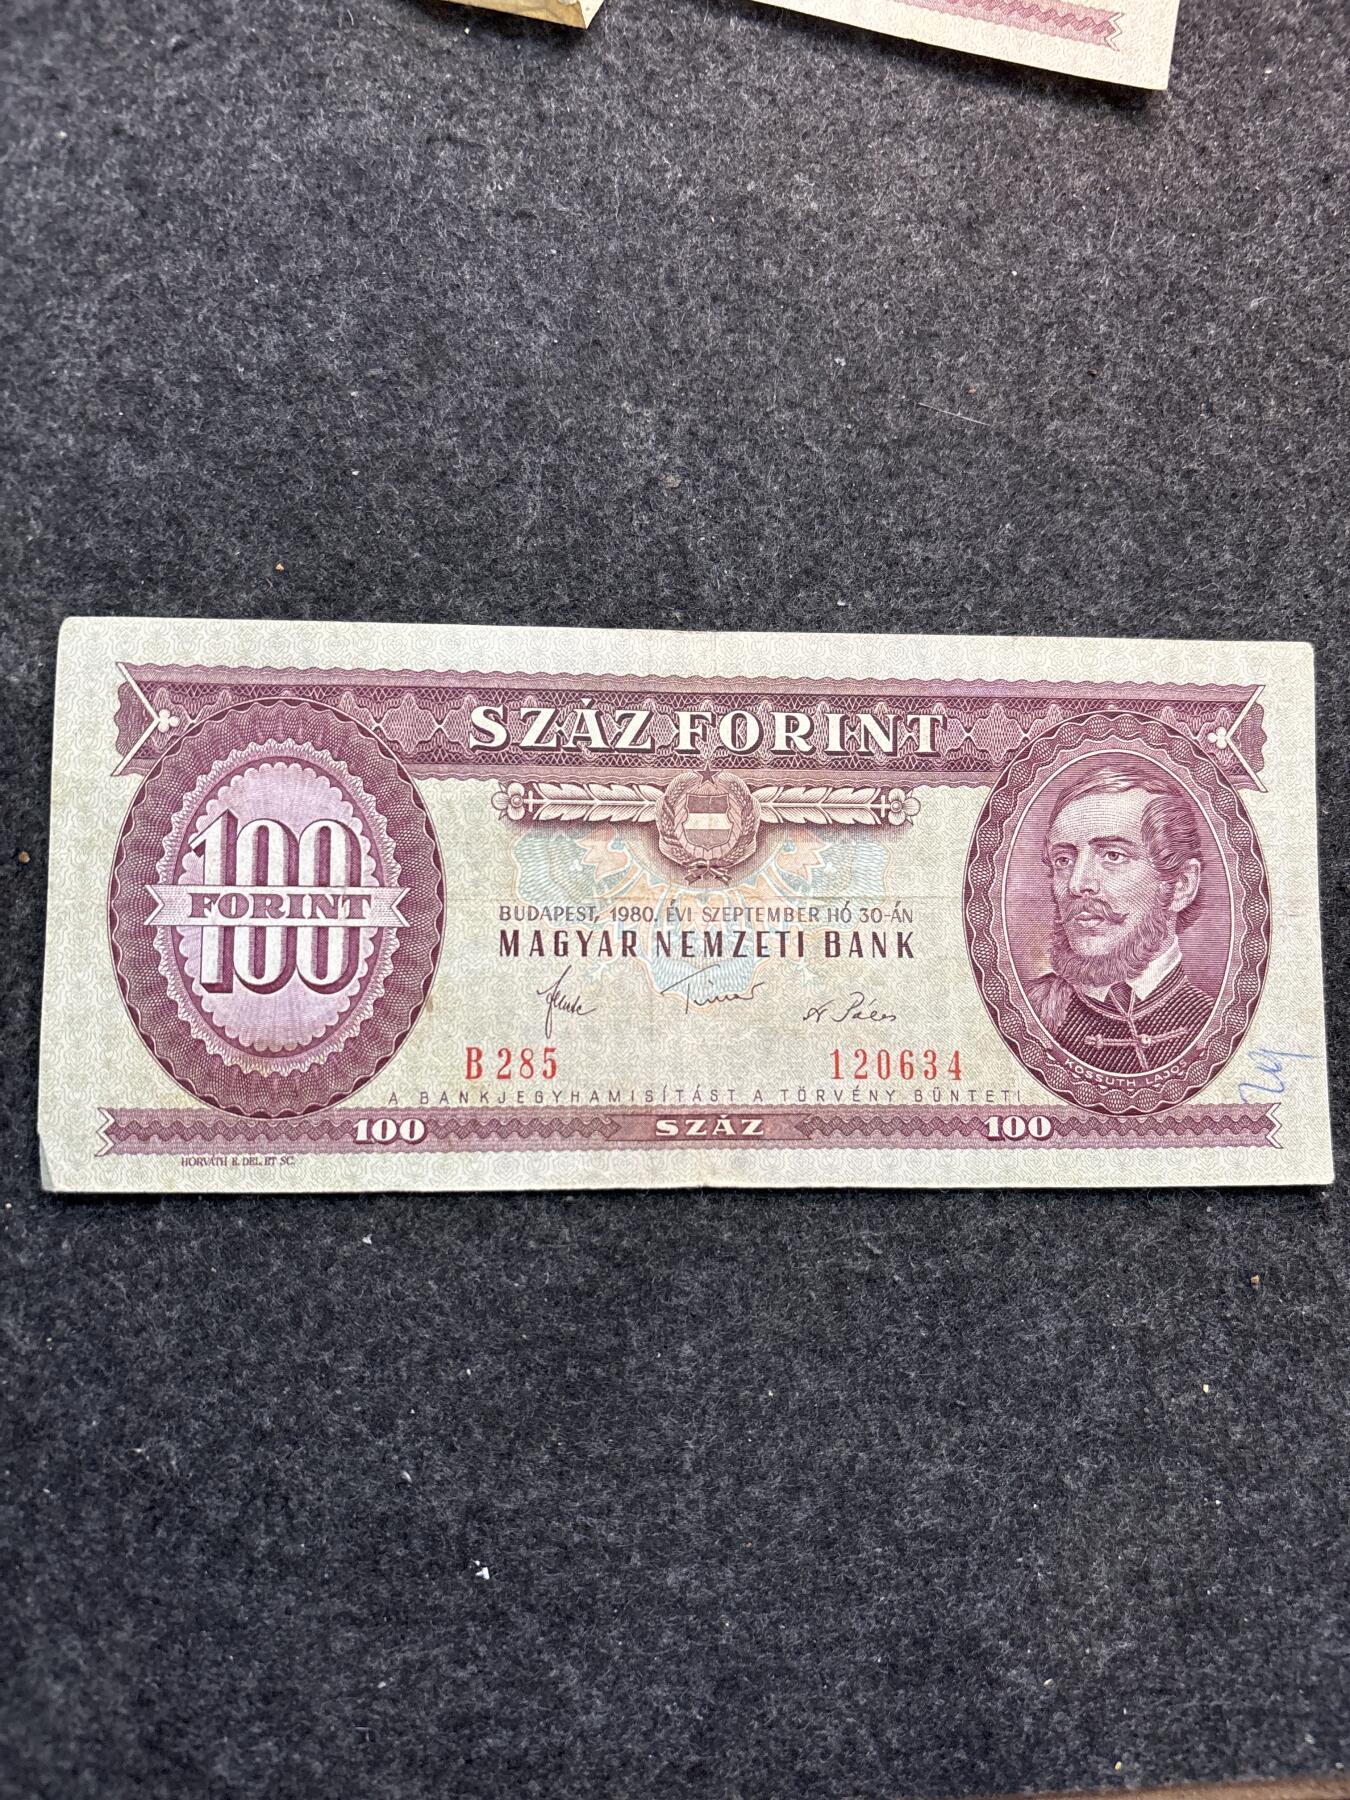 SZÁZ FORINT
100
FORINT
100
BUDAPEST, 1980. ÉVI SZEPTEMBER HÓ 30-ÁN
MAGYAR NEMZETI BANK
B 285
120634
KOSSUTH LAJOS
A BANKJEGYHAMISÍTÁST A TÖRVÉNY BÜNTETI
100 SZÁZ 100
HORVÁTH E. DEL. ET SC.